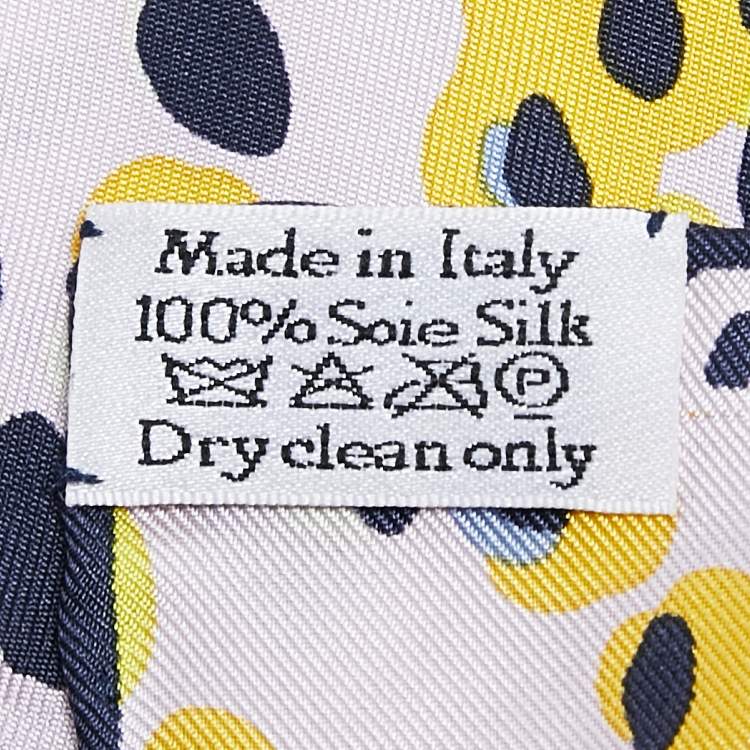 Made in Italy
100% Soie Silk
P
Dry clean only